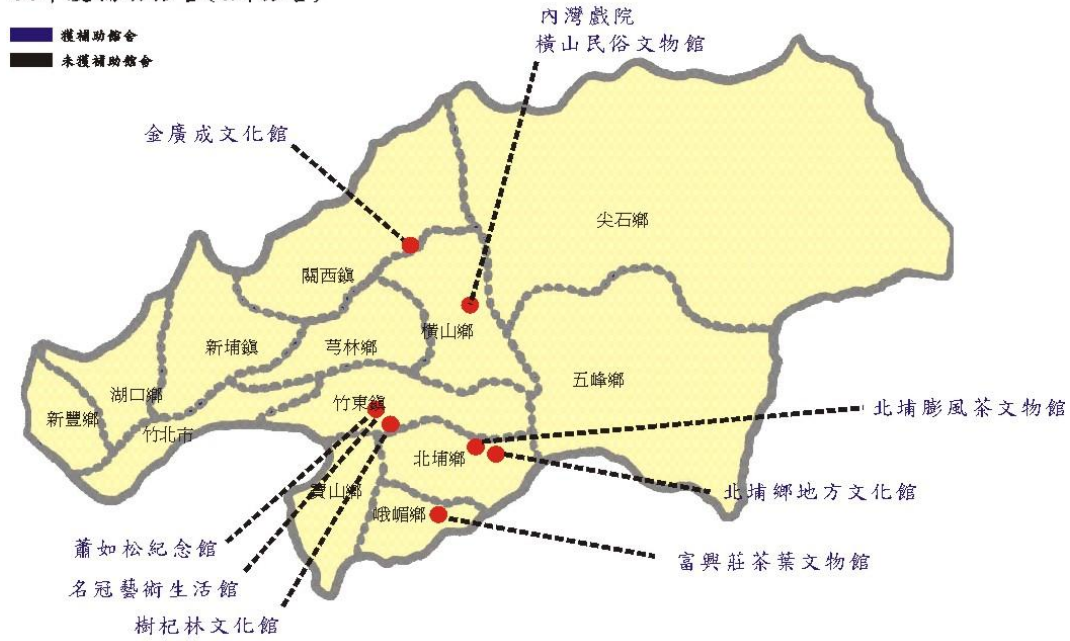 獲補助館舍
未獲補助館舍
內灣戲院
橫山民俗文物館
金廣成文化館
尖石鄉
關西鎮
橫山鄉
新埔鎮
芎林鄉
五峰鄉
湖口鄉
竹東鎮
新豐鄉
竹北市
北埔膨風茶文物館
北埔鄉
寶山鄉
北埔鄉地方文化館
峨嵋鄉
蕭如松紀念館
富興莊茶葉文物館
名冠藝術生活館
樹杞林文化館